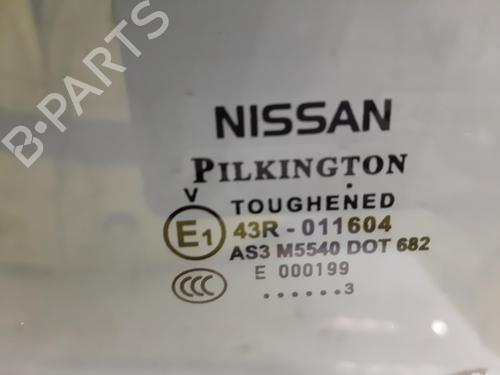 B-PARTS
NISSAN
PILKINGTON
V
TOUGHENED
E1 43R - 011604
AS3 M5540 DOT 682
E 000199
CCC
......3